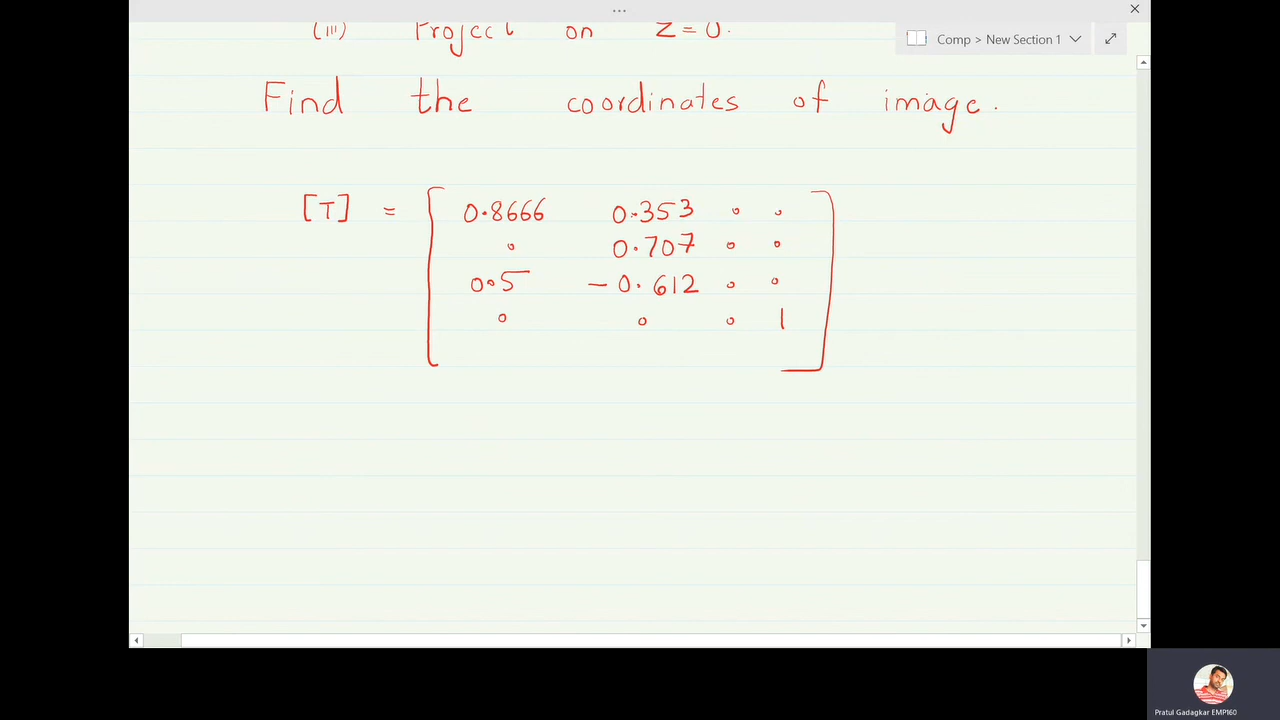 (iii) Project on Z=0.
Comp > New Section 1
Find the coordinates of image.
[T] = [ 0.8666 0.353 0 0
0 0.707 0 0
0.5 -0.612 0 0
0 0 0 1 ]
Pratul Gadagkar EMP160